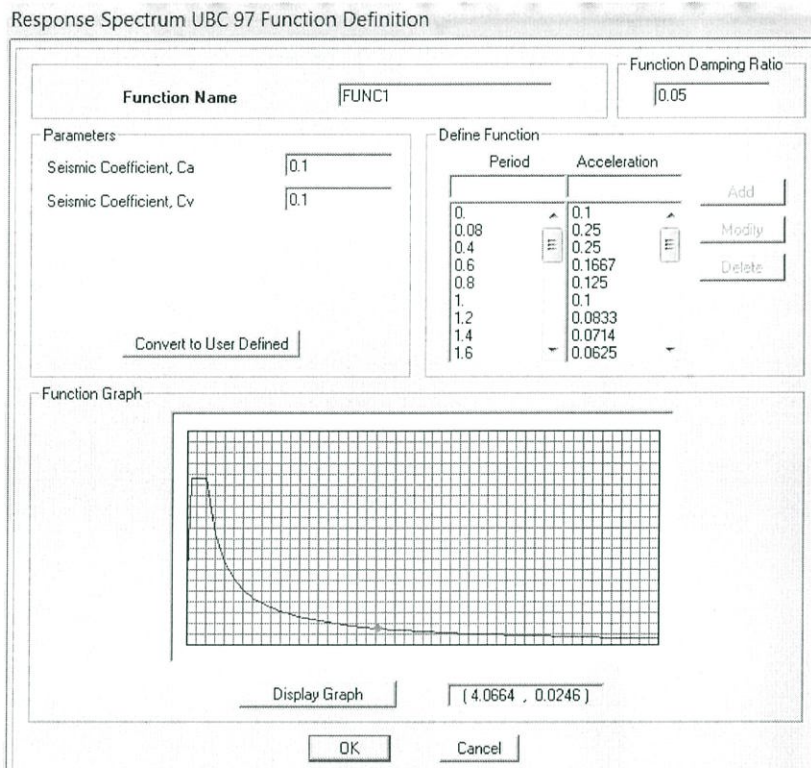 Response Spectrum UBC 97 Function Definition
Function Damping Ratio
Function Name
FUNC1
0.05
Parameters
Seismic Coefficient, Ca
0.1
Seismic Coefficient, Cv
0.1
Convert to User Defined
Define Function
Period Acceleration
Add
Modify
Delete
0. 0.1
0.08 0.25
0.4 0.25
0.6 0.1667
0.8 0.125
1. 0.1
1.2 0.0833
1.4 0.0714
1.6 0.0625
Function Graph
Display Graph
(4.0664 , 0.0246)
OK
Cancel